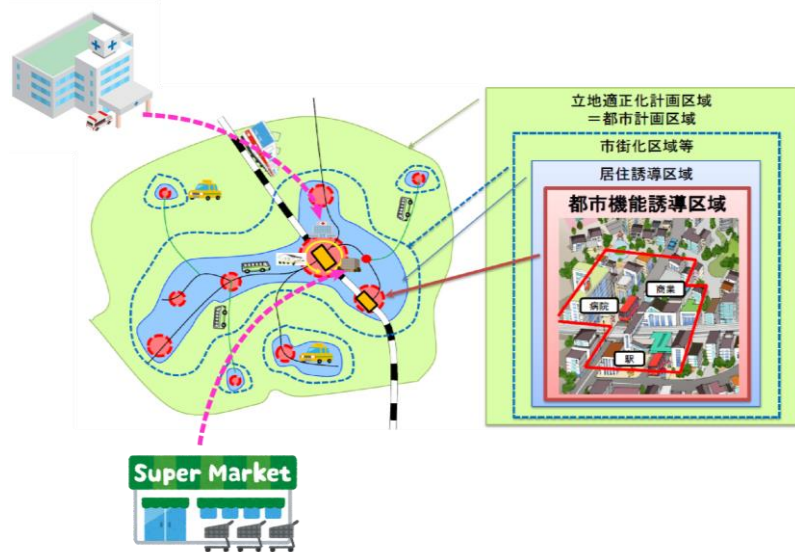 立地適正化計画区域
＝都市計画区域
市街化区域等
居住誘導区域
都市機能誘導区域
商業
病院
駅
Super Market